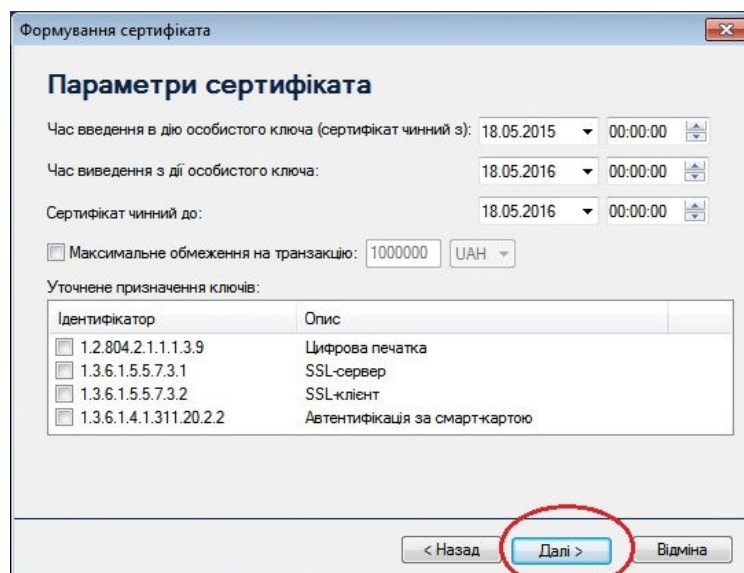 Формування сертифіката
Параметри сертифіката
Час введення в дію особистого ключа (сертифікат чинний з): 18.05.2015 00:00:00
Час виведення з дії особистого ключа: 18.05.2016 00:00:00
Сертифікат чинний до: 18.05.2016 00:00:00
Максимальне обмеження на транзакцію: 1000000 UAH
Уточнене призначення ключів:
Ідентифікатор Опис
1.2.804.2.1.1.1.3.9 Цифрова печатка
1.3.6.1.5.5.7.3.1 SSL-сервер
1.3.6.1.5.5.7.3.2 SSL-клієнт
1.3.6.1.4.1.311.20.2.2 Автентифікація за смарт-картою
< Назад Далі > Відміна